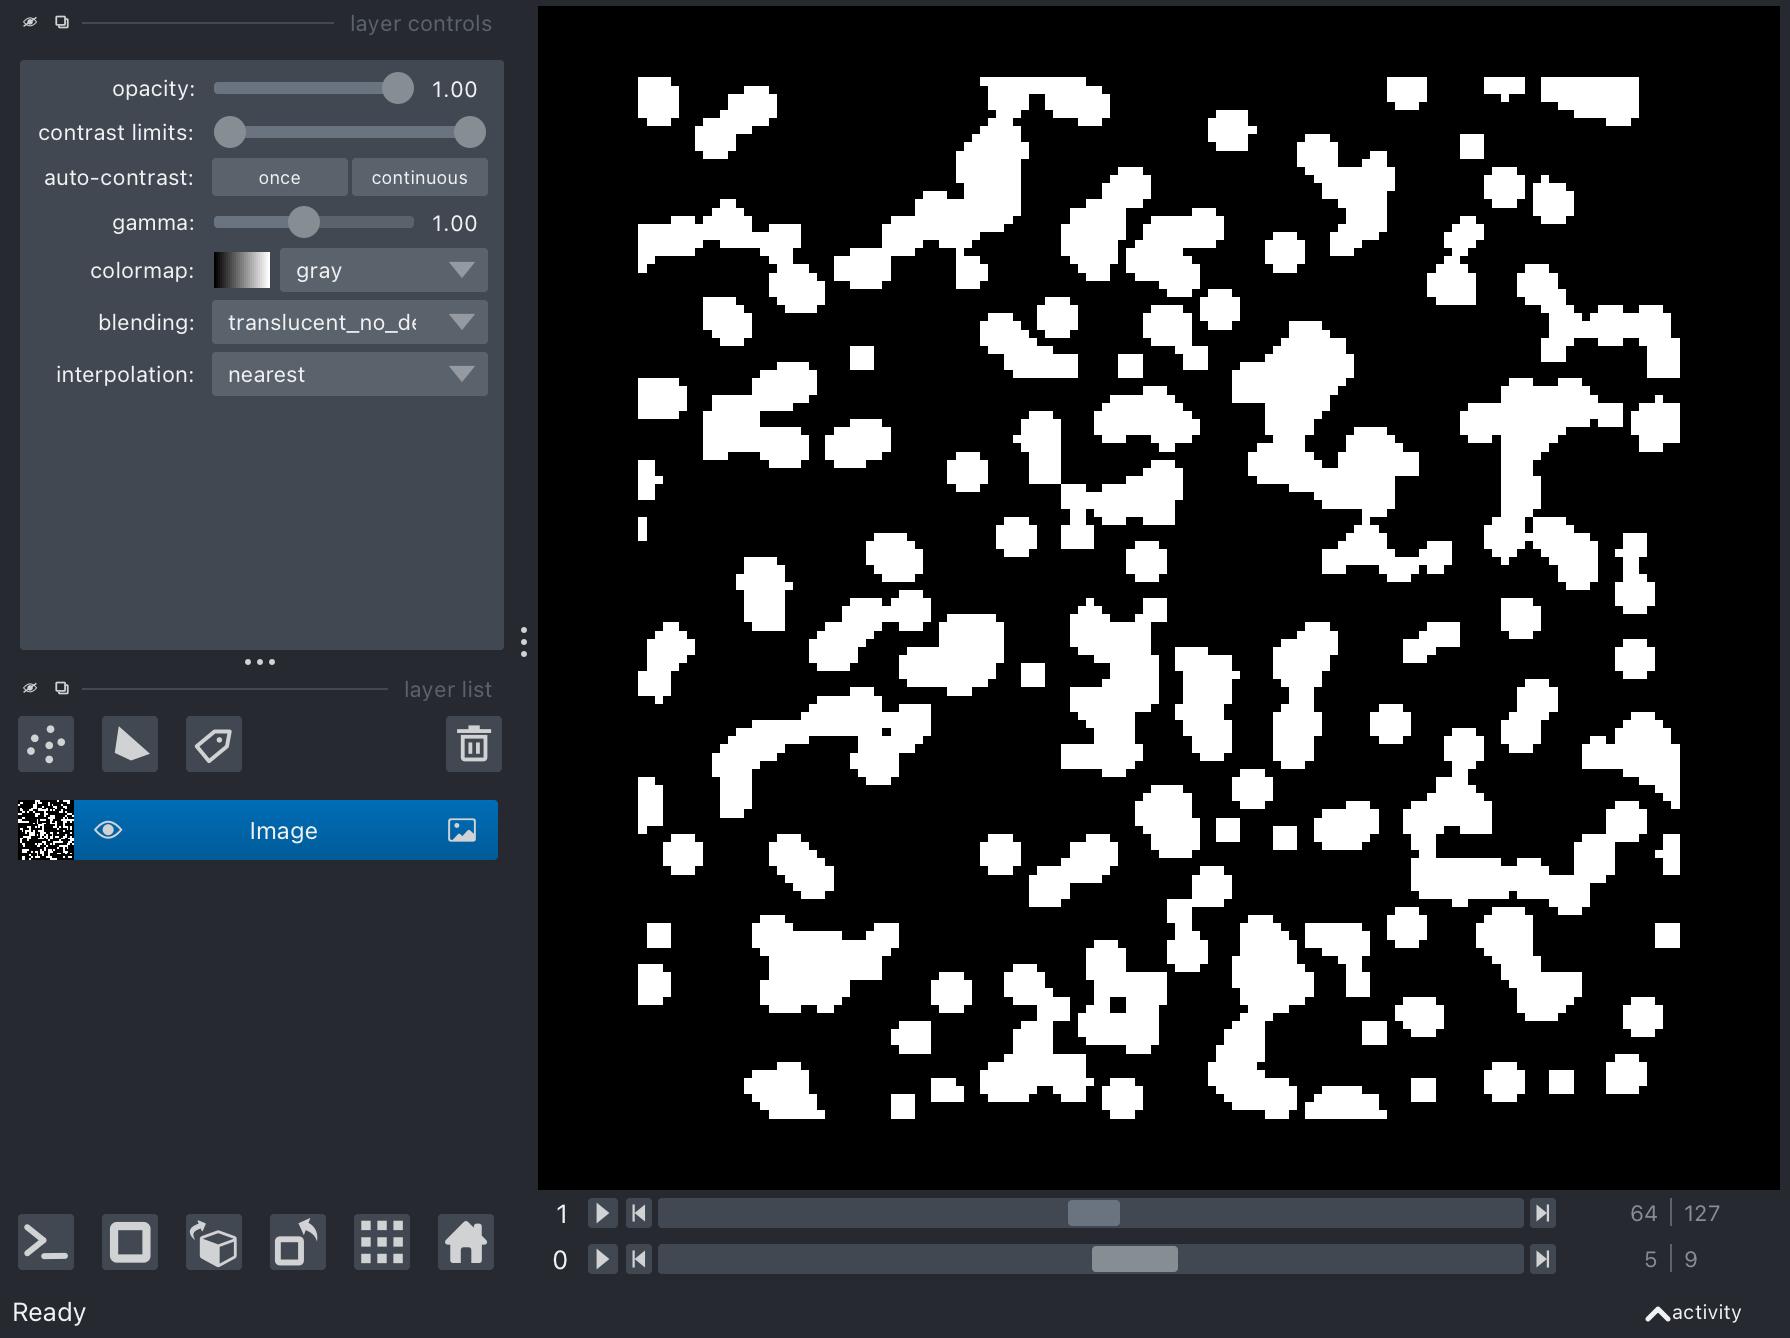 layer controls
opacity: 1.00
contrast limits:
auto-contrast: once continuous
gamma: 1.00
colormap: gray
blending: translucent_no_de
interpolation: nearest
layer list
Image
1 64 | 127
0 5 | 9
Ready
activity